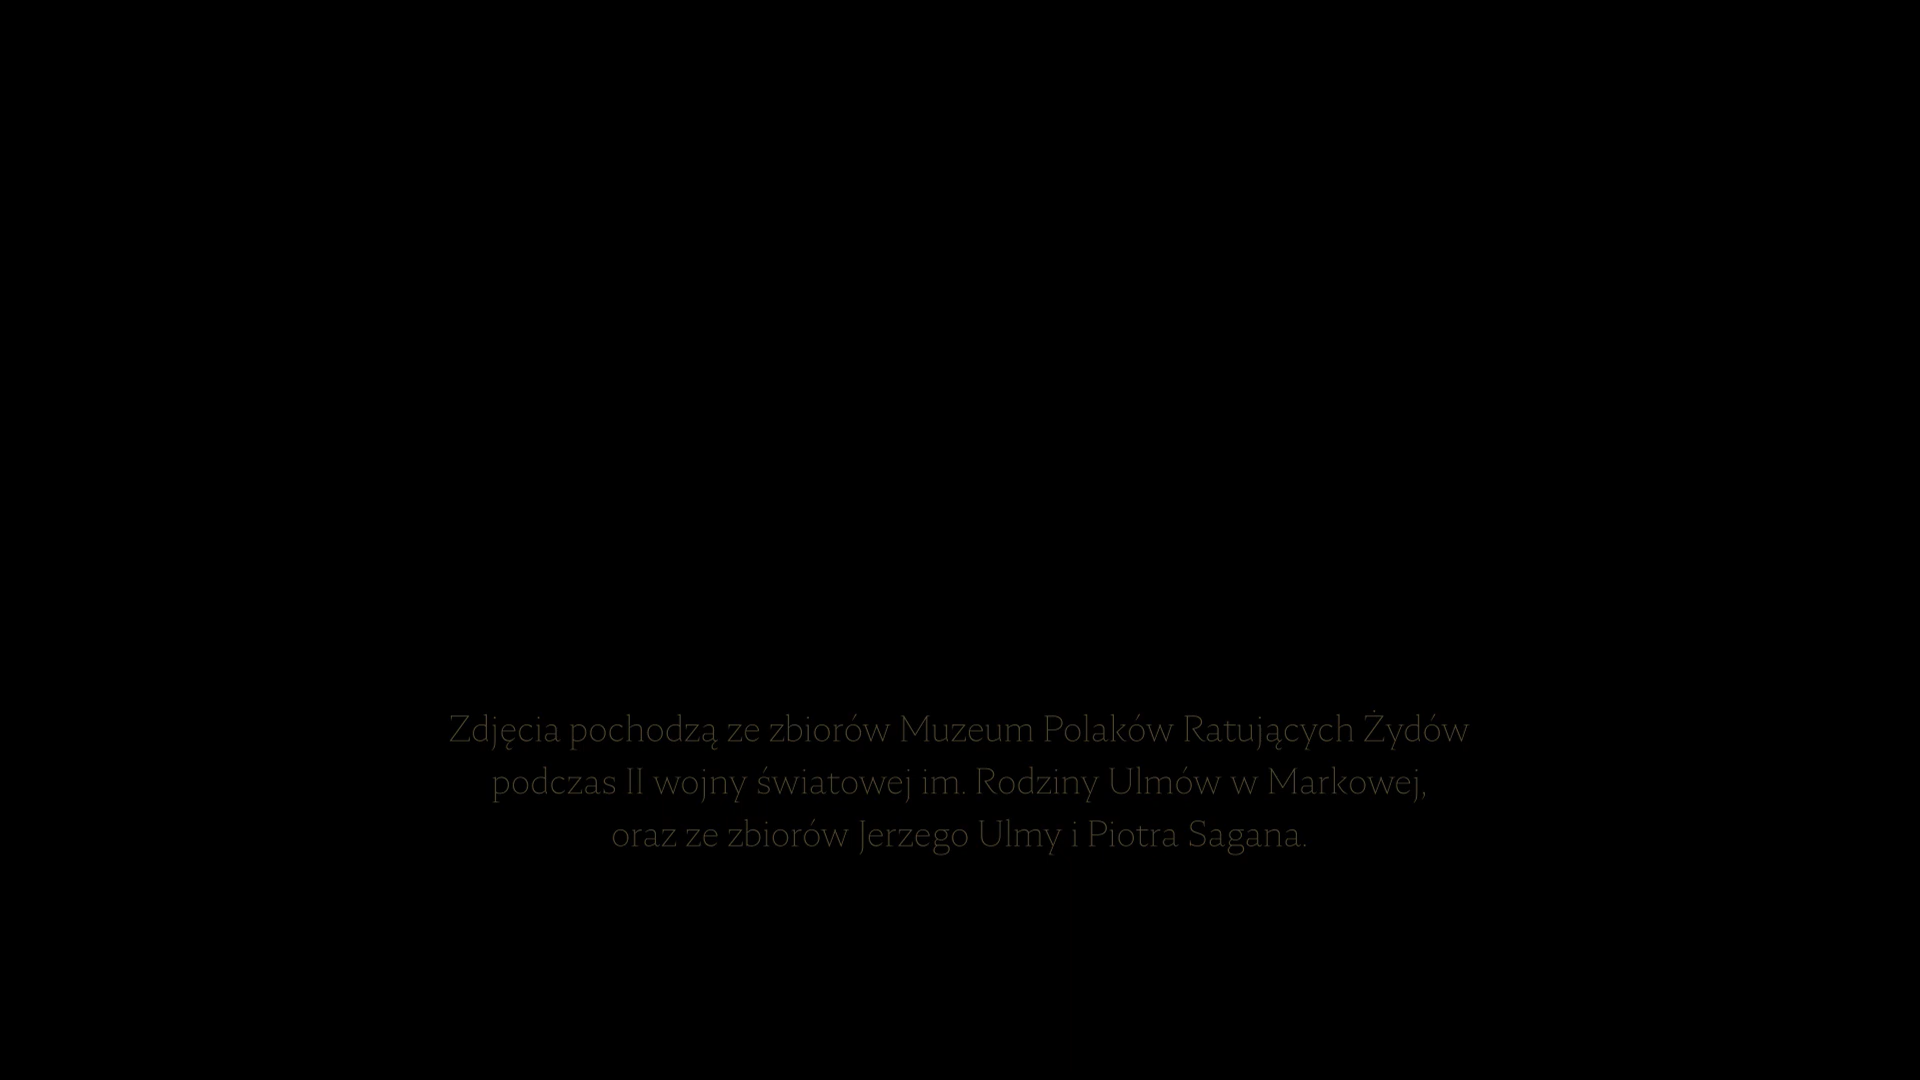 Zdjęcia pochodzą ze zbiorów Muzeum Polaków Ratujących Żydów
podczas II wojny światowej im. Rodziny Ulmów w Markowej,
oraz ze zbiorów Jerzego Ulmy i Piotra Sagana.